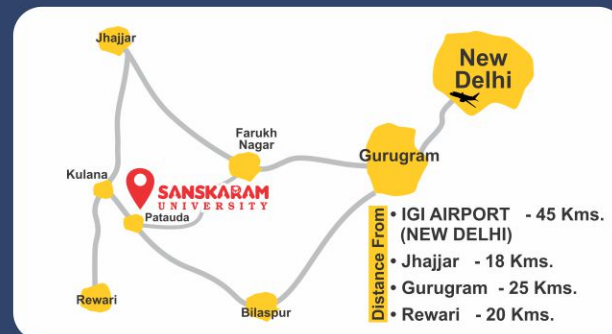 Jhajjar
New
Delhi
Farukh
Nagar
Gurugram
Kulana
SANSKARAM
UNIVERSITY
Patauda
Rewari
Bilaspur
Distance From
• IGI AIRPORT - 45 Kms.
(NEW DELHI)
• Jhajjar - 18 Kms.
• Gurugram - 25 Kms.
• Rewari - 20 Kms.